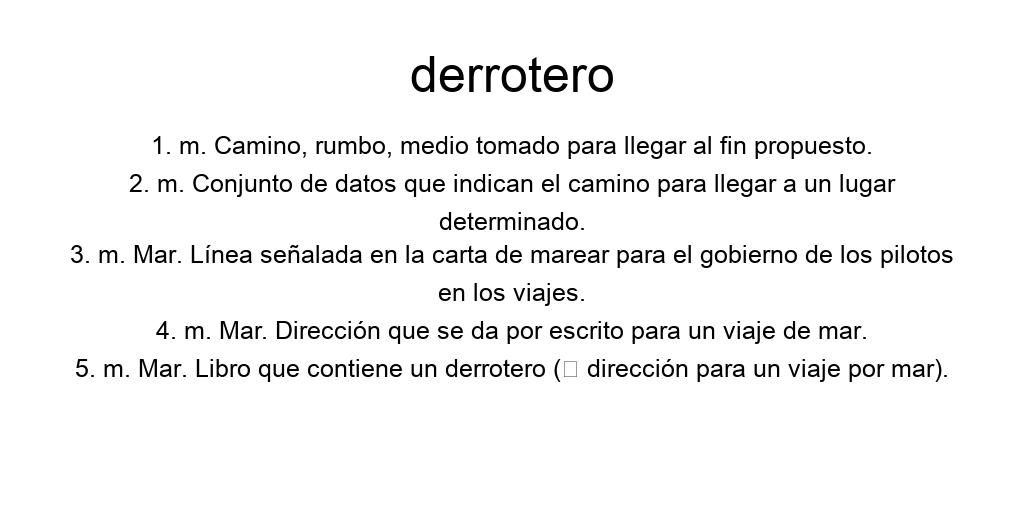 derrotero
1. m. Camino, rumbo, medio tomado para llegar al fin propuesto.
2. m. Conjunto de datos que indican el camino para llegar a un lugar
determinado.
3. m. Mar. Línea señalada en la carta de marear para el gobierno de los pilotos
en los viajes.
4. m. Mar. Dirección que se da por escrito para un viaje de mar.
5. m. Mar. Libro que contiene un derrotero (□ dirección para un viaje por mar).